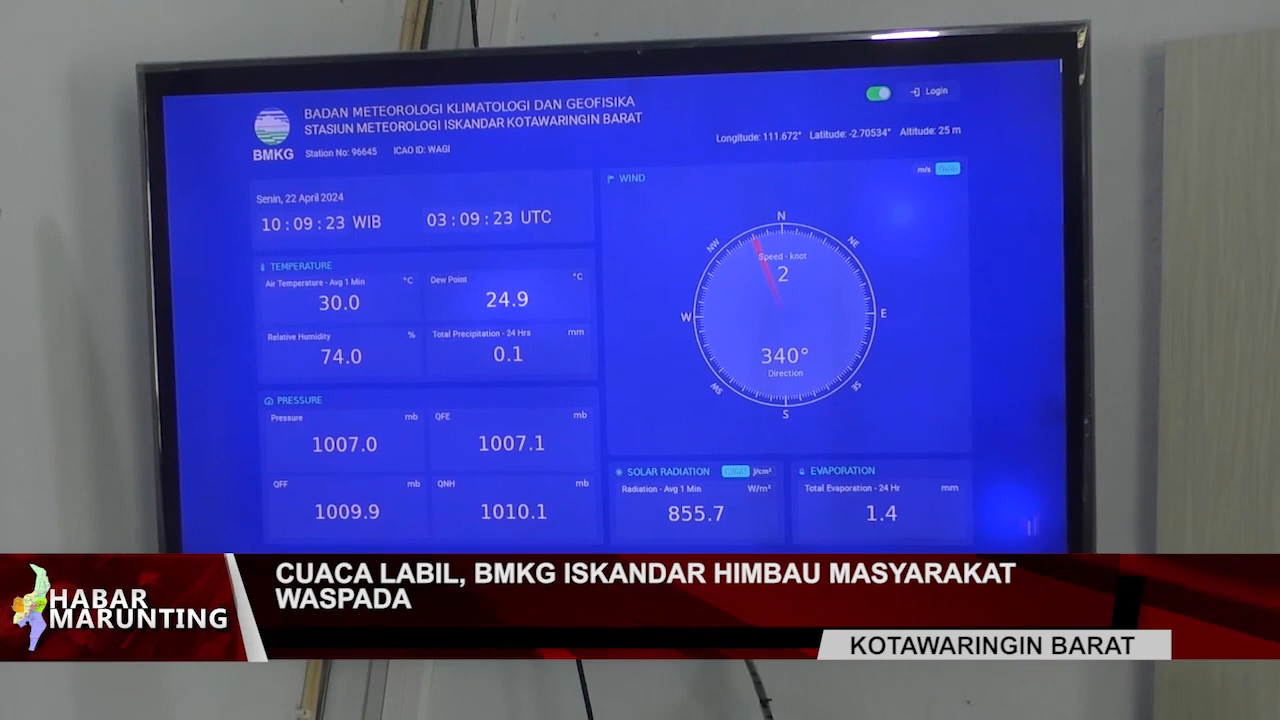 BADAN METEOROLOGI KLIMATOLOGI DAN GEOFISIKA
STASIUN METEOROLOGI ISKANDAR KOTAWARINGIN BARAT
BMKG
Station No: 96645 ICAO ID: WAGI
Login
Longitude: 111.672° Latitude: -2.70534° Altitude: 25 m
Senin, 22 April 2024
10 : 09 : 23 WIB 03 : 09 : 23 UTC
TEMPERATURE
Air Temperature - Avg 1 Min °C
30.0
Dew Point °C
24.9
Relative Humidity %
74.0
Total Precipitation - 24 Hrs mm
0.1
PRESSURE
Pressure mb
1007.0
QFE mb
1007.1
QFF mb
1009.9
QNH mb
1010.1
WIND
m/s
N
NE
E
SE
S
SW
W
NW
Speed - knot
2
340°
Direction
SOLAR RADIATION
J/cm²
Radiation - Avg 1 Min W/m²
855.7
EVAPORATION
Total Evaporation - 24 Hr mm
1.4
HABAR
MARUNTING
CUACA LABIL, BMKG ISKANDAR HIMBAU MASYARAKAT
WASPADA
KOTAWARINGIN BARAT